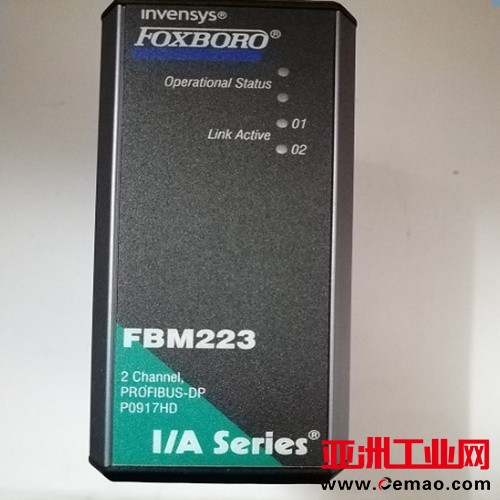 invensys®
FOXBORO®
Operational Status
01
Link Active
02
FBM223
2 Channel,
PROFIBUS-DP
P0917HD
I/A Series®
亚洲工业网
www.Cemao.com